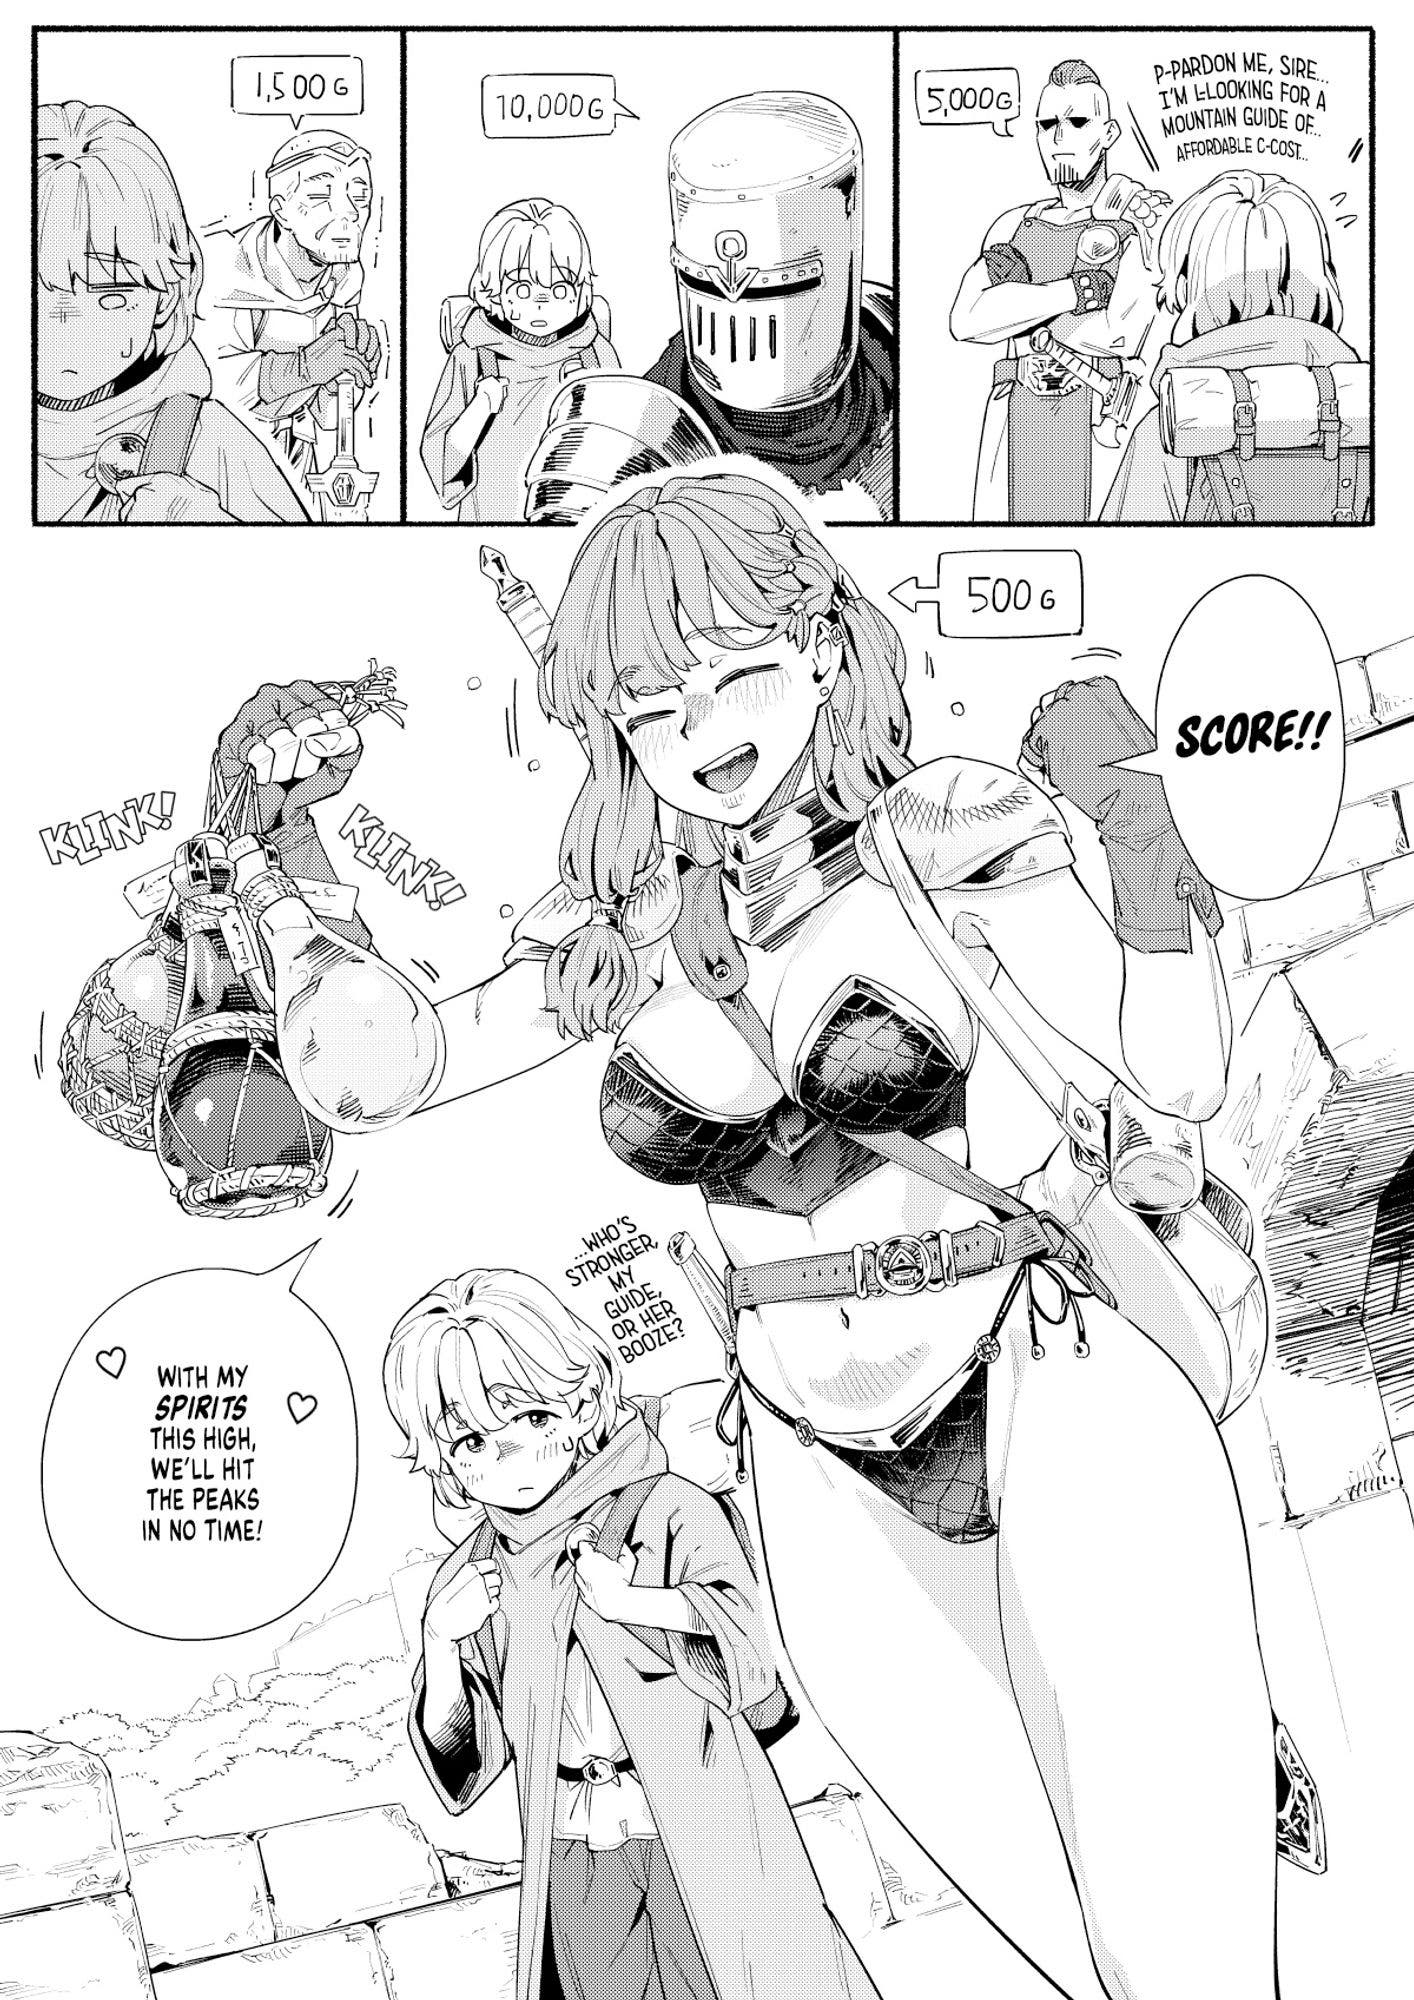 P-PARDON ME, SIRE...
I'M L-LOOKING FOR A
MOUNTAIN GUIDE OF...
AFFORDABLE C-COST...
5,000G
10,000G
1,500G
500G
SCORE!!
KLINK!
KLINK!
...WHO'S
STRONGER,
MY
GUIDE,
OR HER
BOOZE?
WITH MY
SPIRITS
THIS HIGH,
WE'LL HIT
THE PEAKS
IN NO TIME!